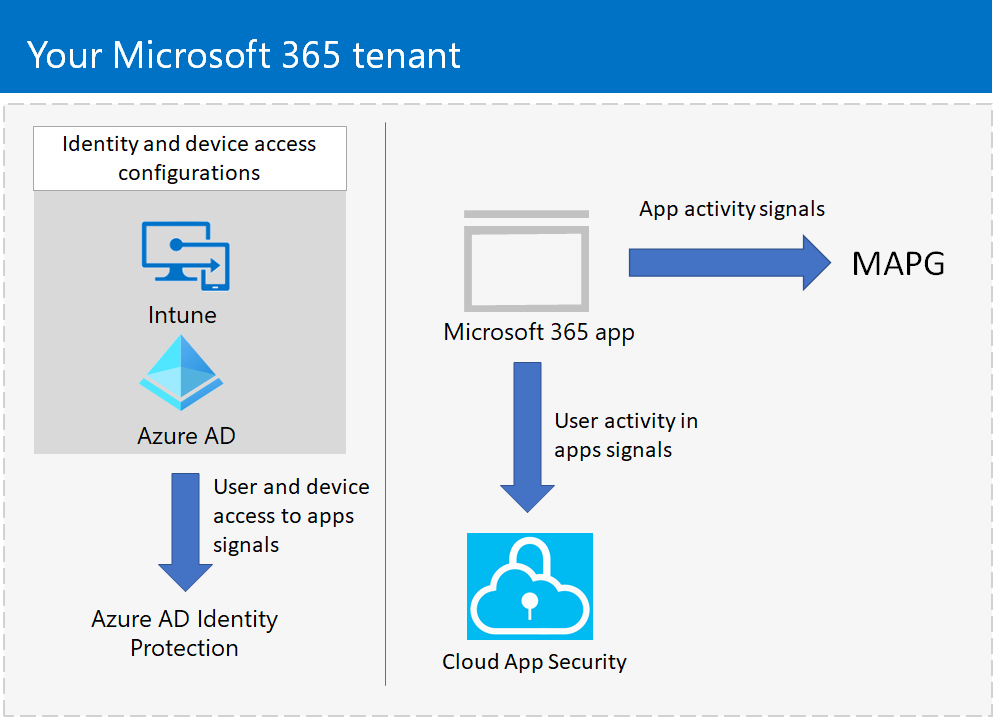 Your Microsoft 365 tenant
Identity and device access
configurations
Intune
Azure AD
User and device
access to apps
signals
Azure AD Identity
Protection
App activity signals
MAPG
Microsoft 365 app
User activity in
apps signals
Cloud App Security